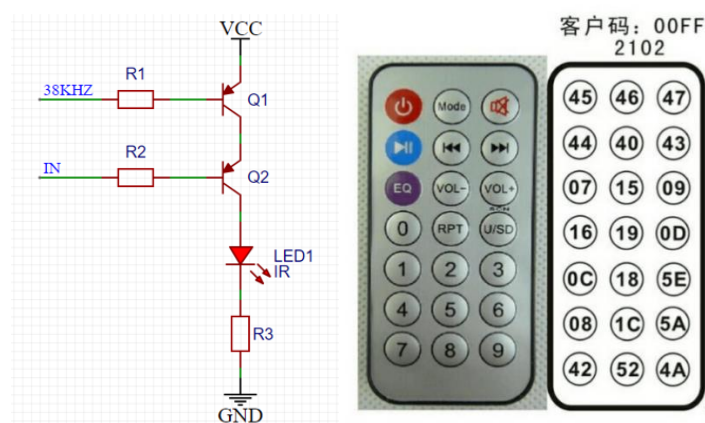 VCC
R1
38KHZ
Q1
R2
IN
Q2
LED1
IR
R3
GND
Mode
EQ
VOL-
VOL+
0
RPT
U/SD
1
2
3
4
5
6
7
8
9
客户码：00FF
2102
45 46 47
44 40 43
07 15 09
16 19 0D
0C 18 5E
08 1C 5A
42 52 4A